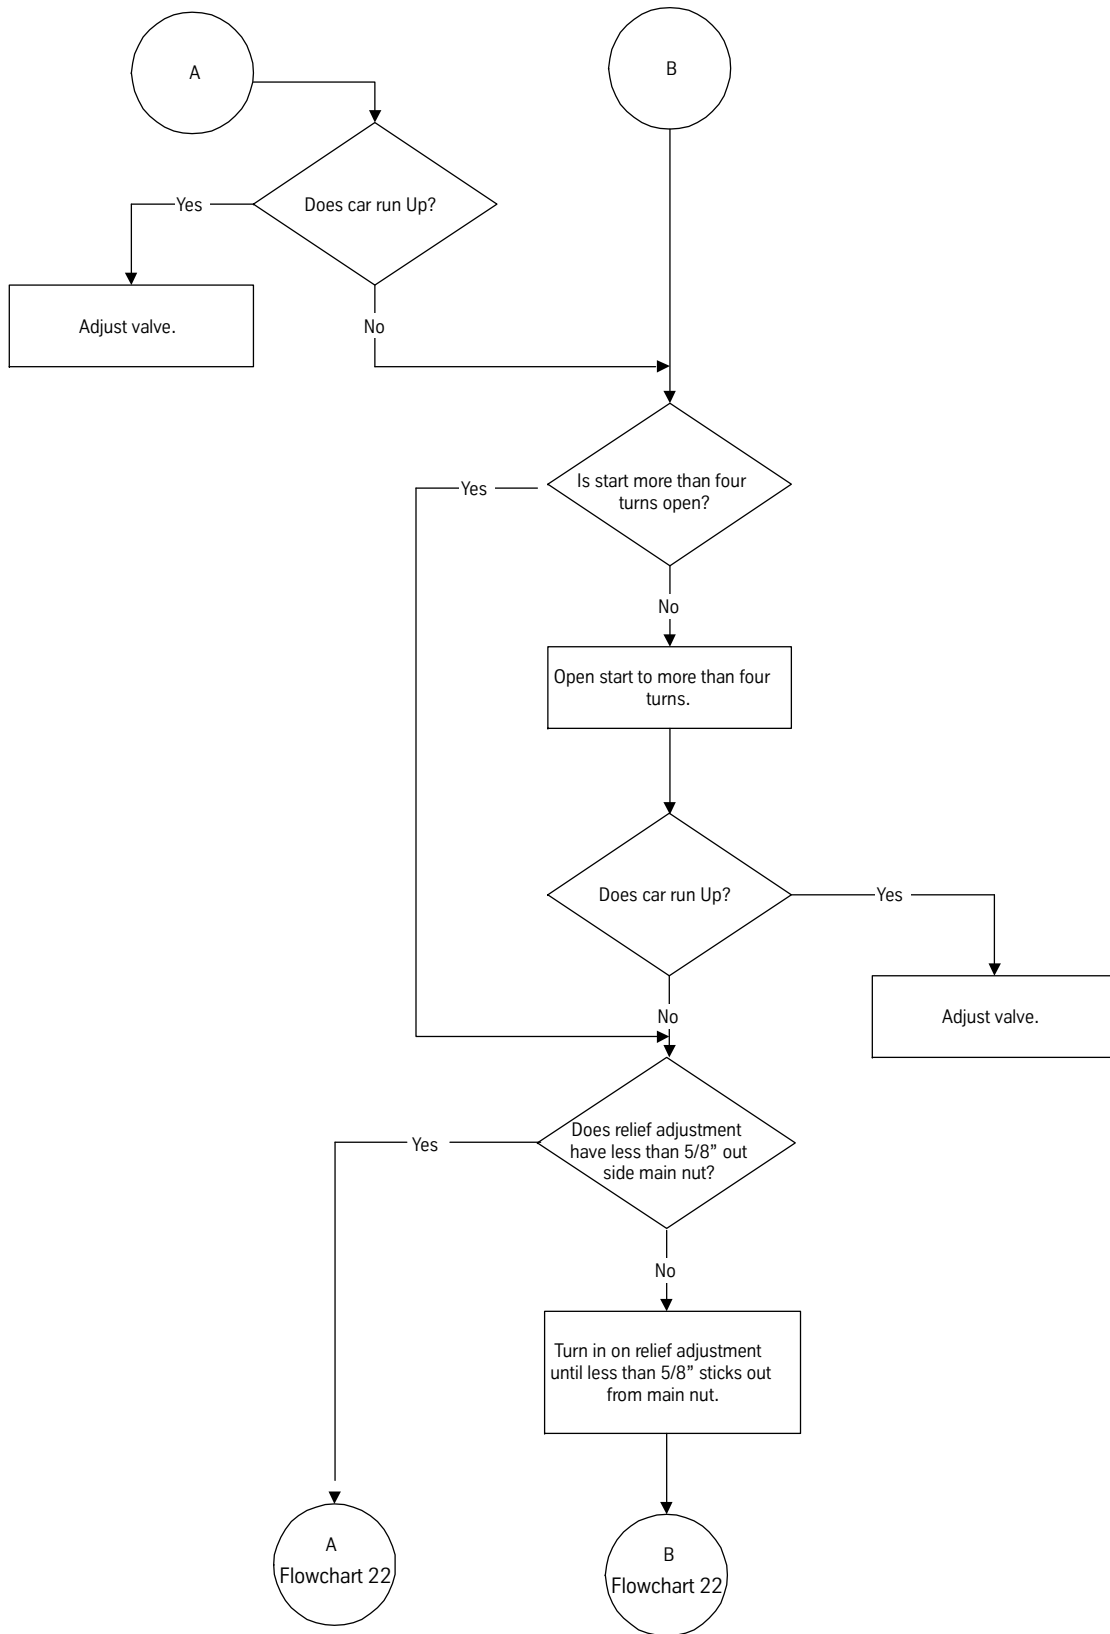 A
B
Does car run Up?
Yes
Adjust valve.
No
Is start more than four
turns open?
Yes
No
Open start to more than four
turns.
Does car run Up?
Yes
Adjust valve.
No
Does relief adjustment
have less than 5/8” out
side main nut?
Yes
No
Turn in on relief adjustment
until less than 5/8” sticks out
from main nut.
A
Flowchart 22
B
Flowchart 22